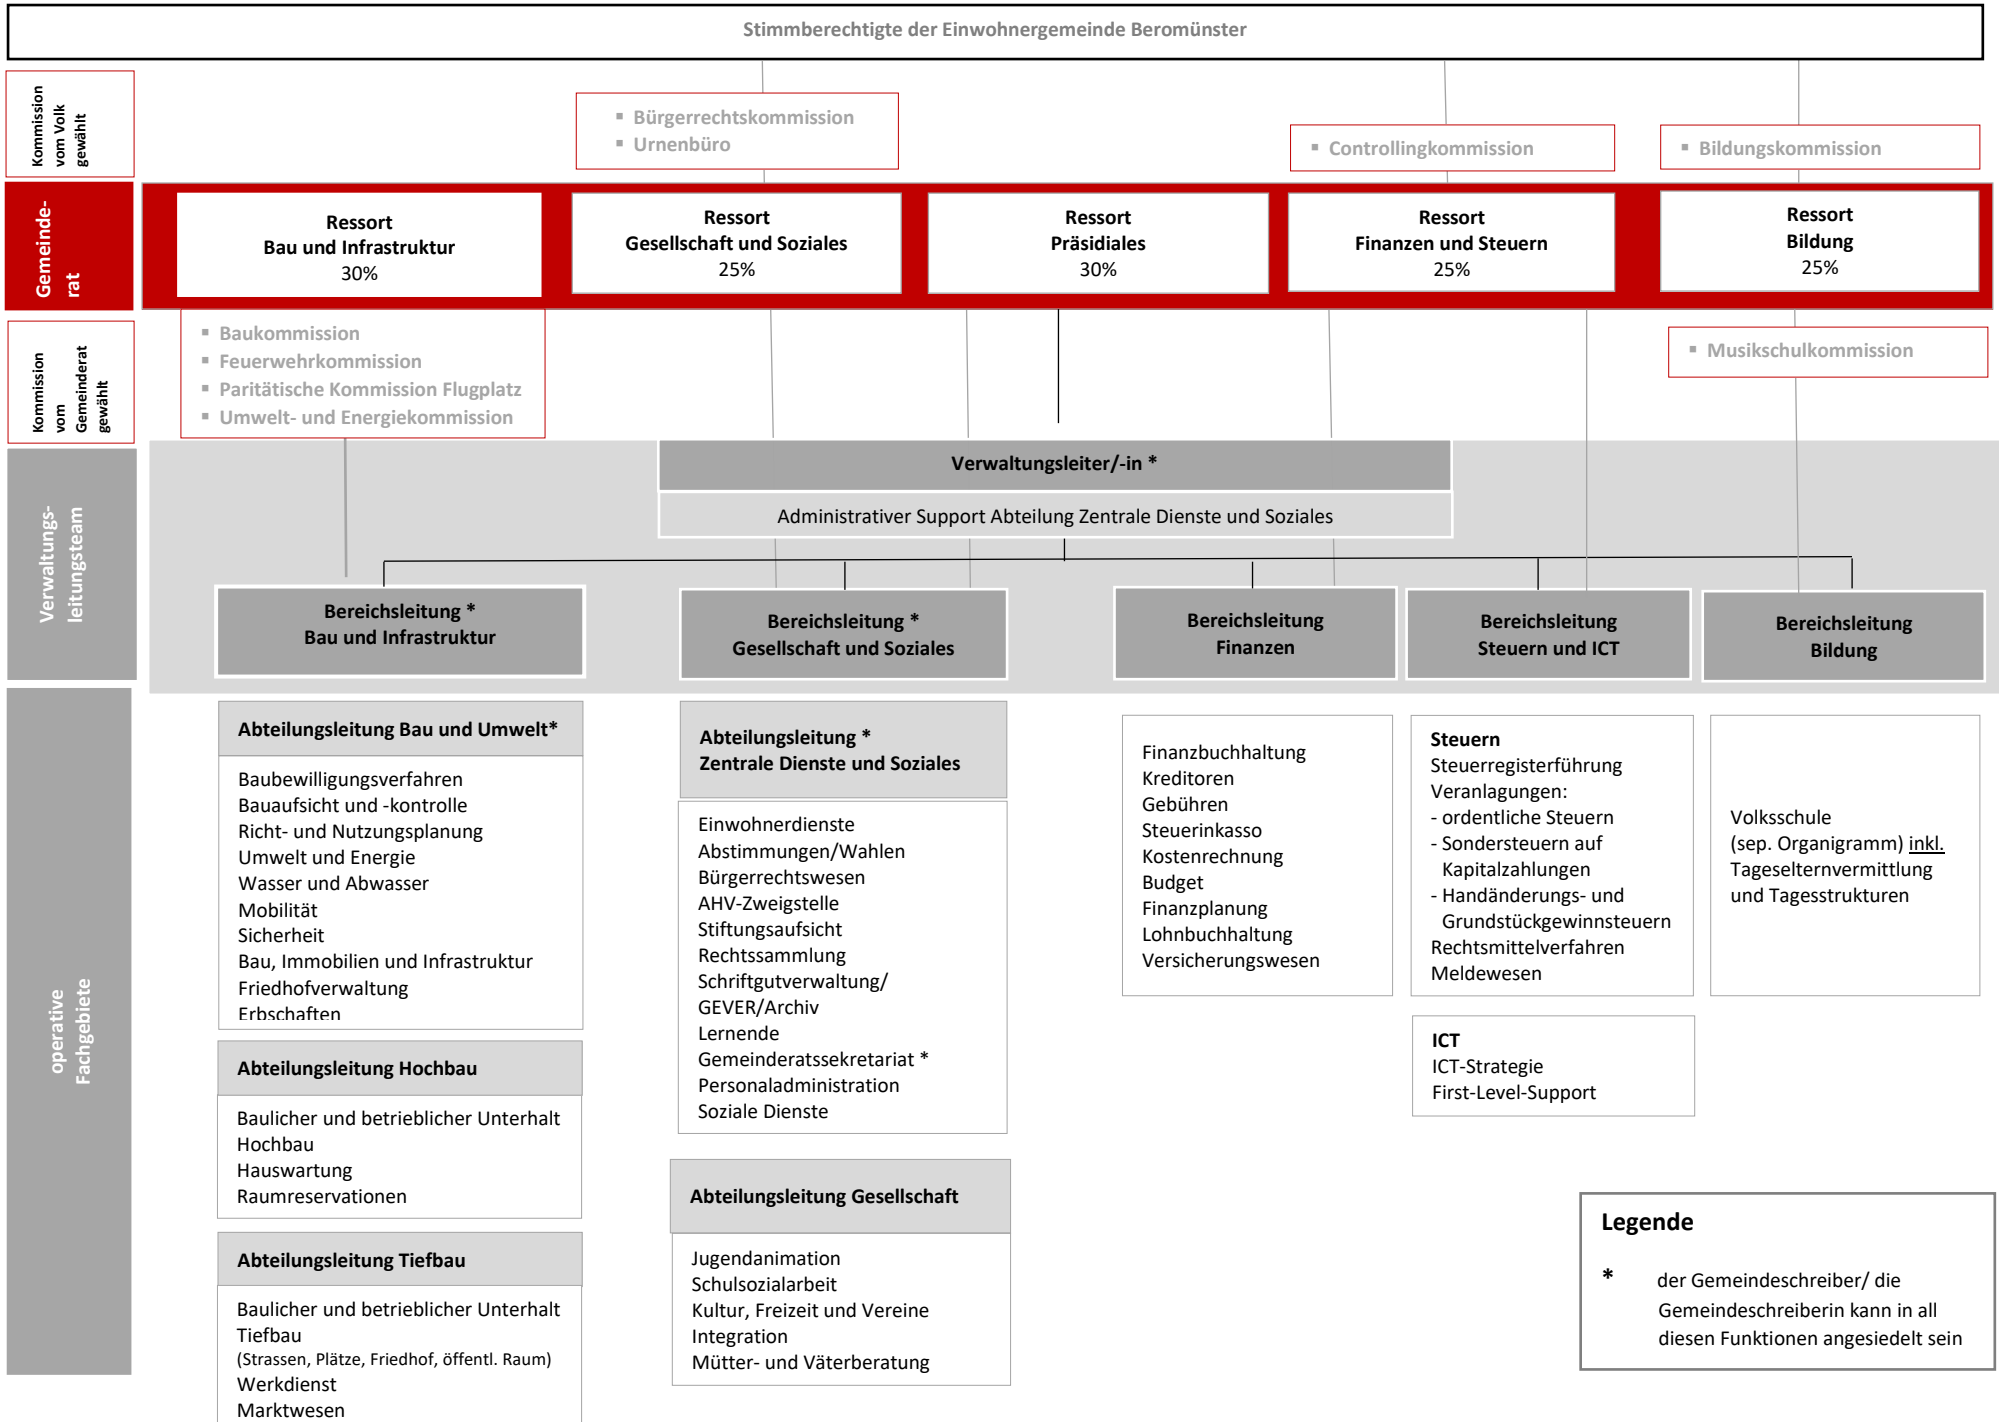 Stimmberechtigte der Einwohnergemeinde Beromünster
Kommission
vom Volk
gewählt
▪ Bürgerrechtskommission
▪ Urnenbüro
▪ Controllingkommission
▪ Bildungskommission
Gemeinde-
rat
Ressort
Bau und Infrastruktur
30%
Ressort
Gesellschaft und Soziales
25%
Ressort
Präsidiales
30%
Ressort
Finanzen und Steuern
25%
Ressort
Bildung
25%
Kommission
vom
Gemeinderat
gewählt
▪ Baukommission
▪ Feuerwehrkommission
▪ Paritätische Kommission Flugplatz
▪ Umwelt- und Energiekommission
▪ Musikschulkommission
Verwaltungs-
leitungsteam
Verwaltungsleiter/-in *
Administrativer Support Abteilung Zentrale Dienste und Soziales
Bereichsleitung *
Bau und Infrastruktur
Bereichsleitung *
Gesellschaft und Soziales
Bereichsleitung
Finanzen
Bereichsleitung
Steuern und ICT
Bereichsleitung
Bildung
operative
Fachgebiete
Abteilungsleitung Bau und Umwelt*
Baubewilligungsverfahren
Bauaufsicht und -kontrolle
Richt- und Nutzungsplanung
Umwelt und Energie
Wasser und Abwasser
Mobilität
Sicherheit
Bau, Immobilien und Infrastruktur
Friedhofverwaltung
Erbschaften
Abteilungsleitung Hochbau
Baulicher und betrieblicher Unterhalt
Hochbau
Hauswartung
Raumreservationen
Abteilungsleitung Tiefbau
Baulicher und betrieblicher Unterhalt
Tiefbau
(Strassen, Plätze, Friedhof, öffentl. Raum)
Werkdienst
Marktwesen
Abteilungsleitung *
Zentrale Dienste und Soziales
Einwohnerdienste
Abstimmungen/Wahlen
Bürgerrechtswesen
AHV-Zweigstelle
Stiftungsaufsicht
Rechtssammlung
Schriftgutverwaltung/
GEVER/Archiv
Lernende
Gemeinderatssekretariat *
Personaladministration
Soziale Dienste
Abteilungsleitung Gesellschaft
Jugendanimation
Schulsozialarbeit
Kultur, Freizeit und Vereine
Integration
Mütter- und Väterberatung
Finanzbuchhaltung
Kreditoren
Gebühren
Steuerinkasso
Kostenrechnung
Budget
Finanzplanung
Lohnbuchhaltung
Versicherungswesen
Steuern
Steuerregisterführung
Veranlagungen:
- ordentliche Steuern
- Sondersteuern auf
Kapitalzahlungen
- Handänderungs- und
Grundstückgewinnsteuern
Rechtsmittelverfahren
Meldewesen
ICT
ICT-Strategie
First-Level-Support
Volksschule
(sep. Organigramm) inkl.
Tageselternvermittlung
und Tagesstrukturen
Legende
* der Gemeindeschreiber/ die
Gemeindeschreiberin kann in all
diesen Funktionen angesiedelt sein